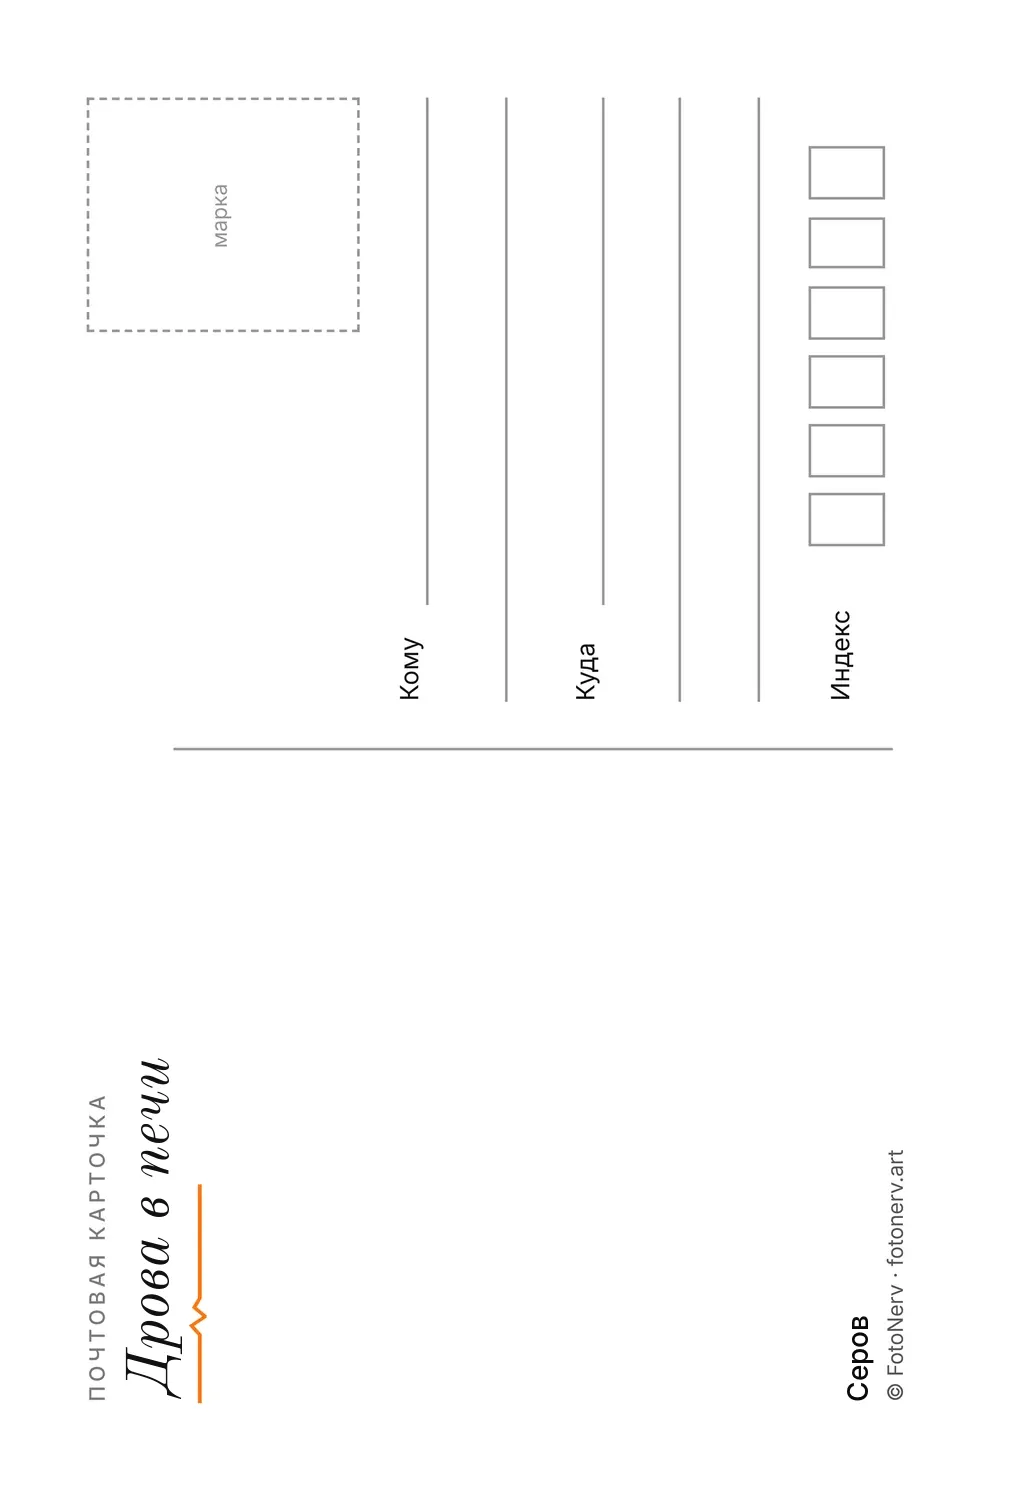 ПОЧТОВАЯ КАРТОЧКА
Дрова в печи
Серов
© FotoNerv · fotonerv.art
марка
Кому
Куда
Индекс